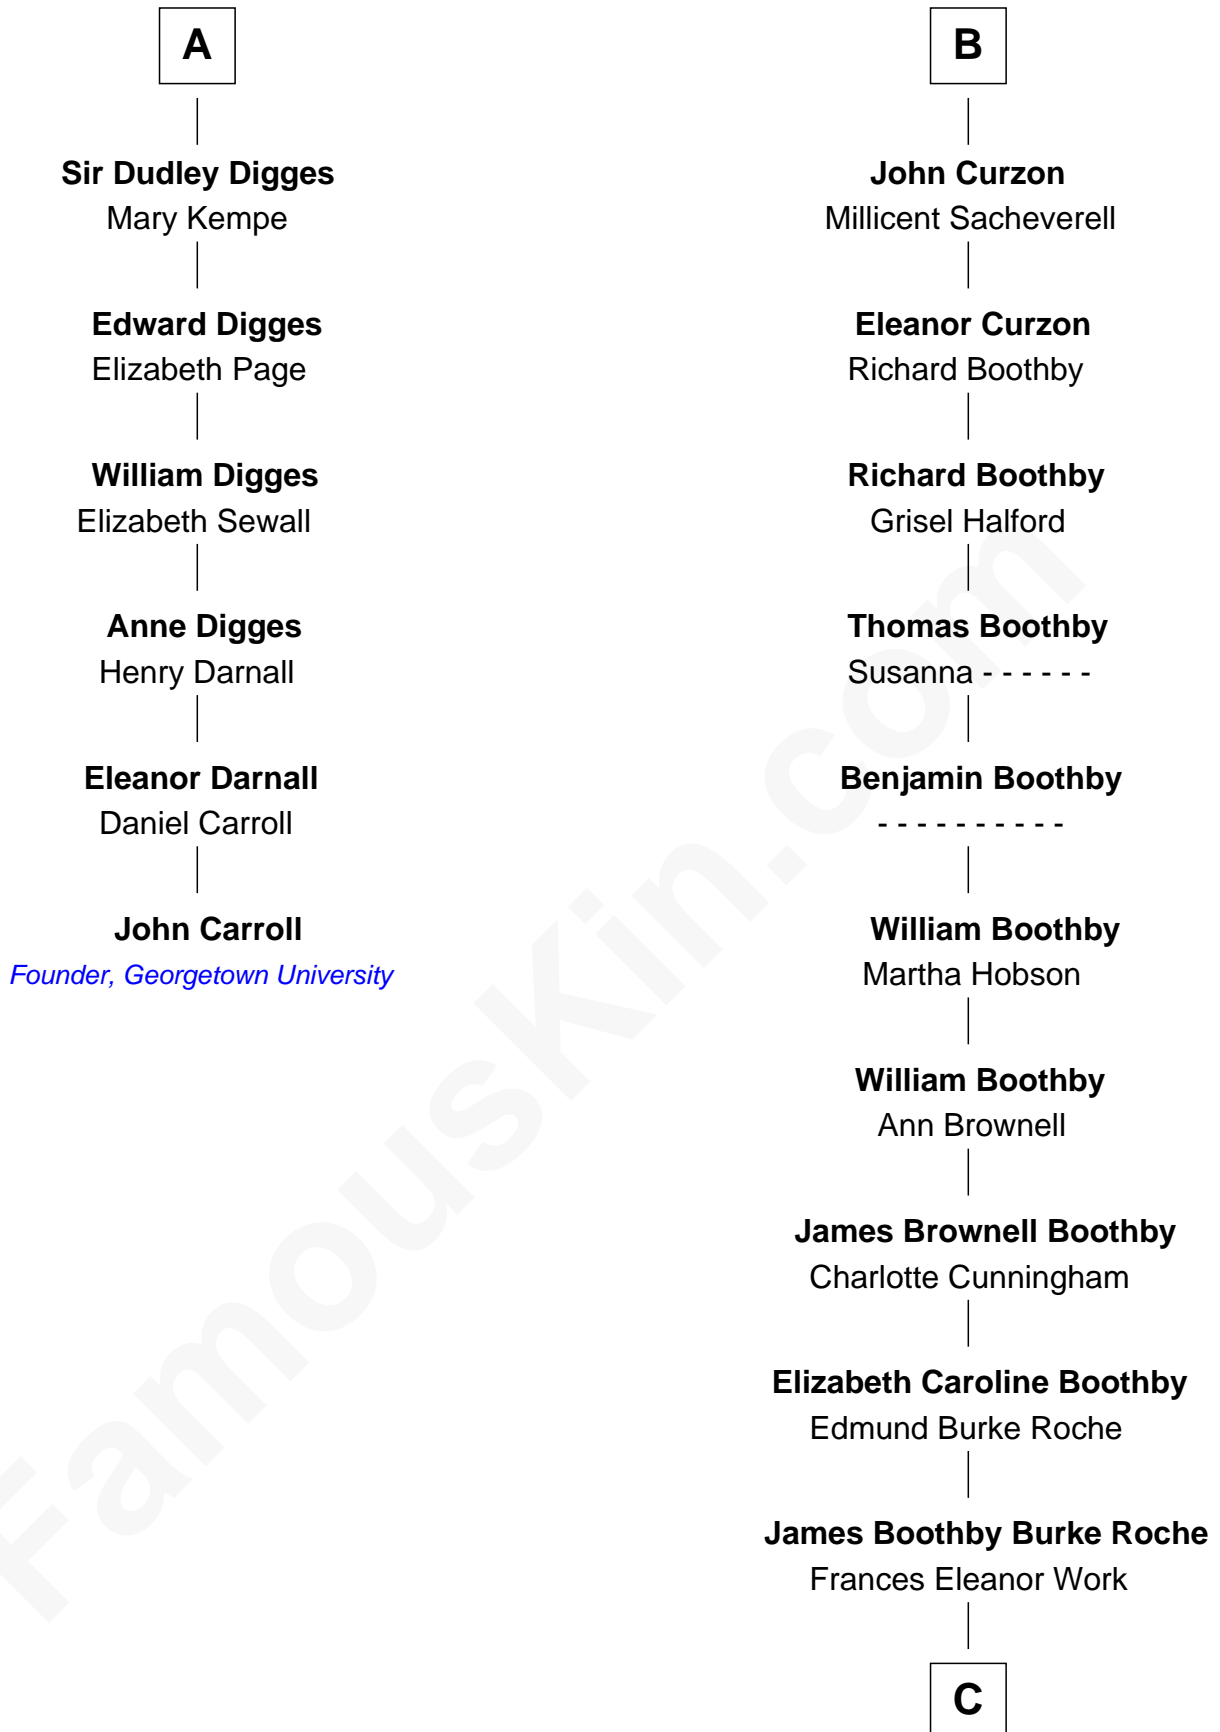 A
Sir Dudley Digges
Mary Kempe
Edward Digges
Elizabeth Page
William Digges
Elizabeth Sewall
Anne Digges
Henry Darnall
Eleanor Darnall
Daniel Carroll
John Carroll
Founder, Georgetown University
B
John Curzon
Millicent Sacheverell
Eleanor Curzon
Richard Boothby
Richard Boothby
Grisel Halford
Thomas Boothby
Susanna - - - - - -
Benjamin Boothby
- - - - - - - - - -
William Boothby
Martha Hobson
William Boothby
Ann Brownell
James Brownell Boothby
Charlotte Cunningham
Elizabeth Caroline Boothby
Edmund Burke Roche
James Boothby Burke Roche
Frances Eleanor Work
C
FamousKin.com